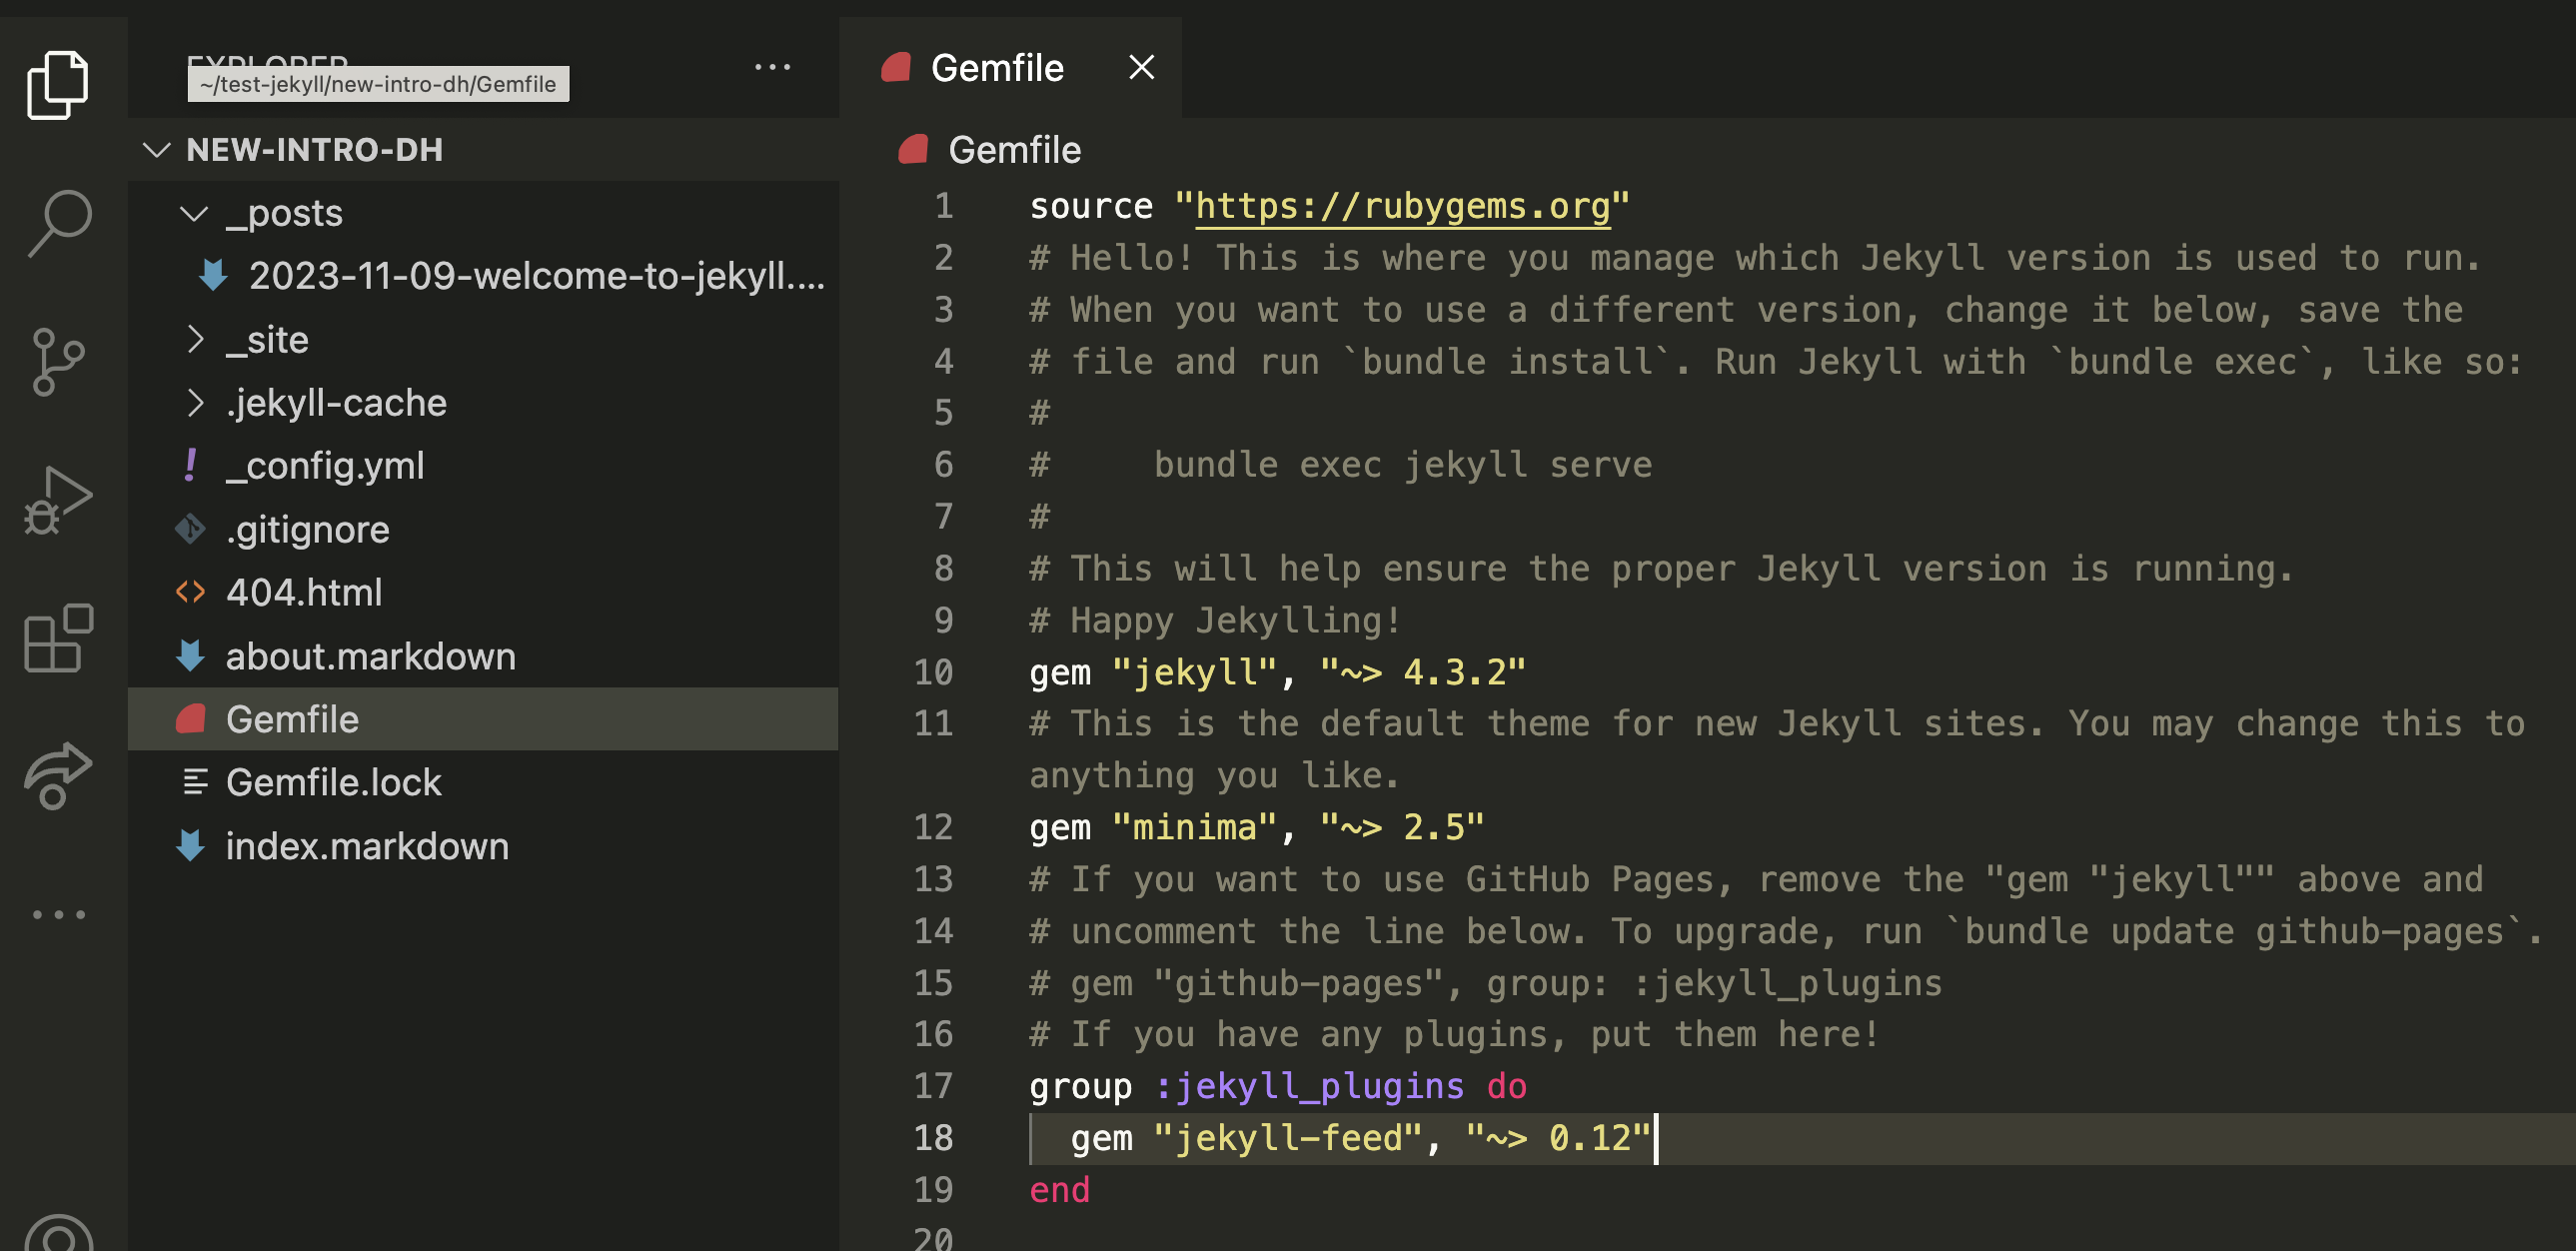 EXPLORER
~/test-jekyll/new-intro-dh/Gemfile
NEW-INTRO-DH
_posts
2023-11-09-welcome-to-jekyll....
_site
.jekyll-cache
_config.yml
.gitignore
404.html
about.markdown
Gemfile
Gemfile.lock
index.markdown
Gemfile
Gemfile
1 source "https://rubygems.org"
2 # Hello! This is where you manage which Jekyll version is used to run.
3 # When you want to use a different version, change it below, save the
4 # file and run `bundle install`. Run Jekyll with `bundle exec`, like so:
5 #
6 #     bundle exec jekyll serve
7 #
8 # This will help ensure the proper Jekyll version is running.
9 # Happy Jekylling!
10 gem "jekyll", "~> 4.3.2"
11 # This is the default theme for new Jekyll sites. You may change this to
anything you like.
12 gem "minima", "~> 2.5"
13 # If you want to use GitHub Pages, remove the "gem "jekyll"" above and
14 # uncomment the line below. To upgrade, run `bundle update github-pages`.
15 # gem "github-pages", group: :jekyll_plugins
16 # If you have any plugins, put them here!
17 group :jekyll_plugins do
18   gem "jekyll-feed", "~> 0.12"
19 end
20